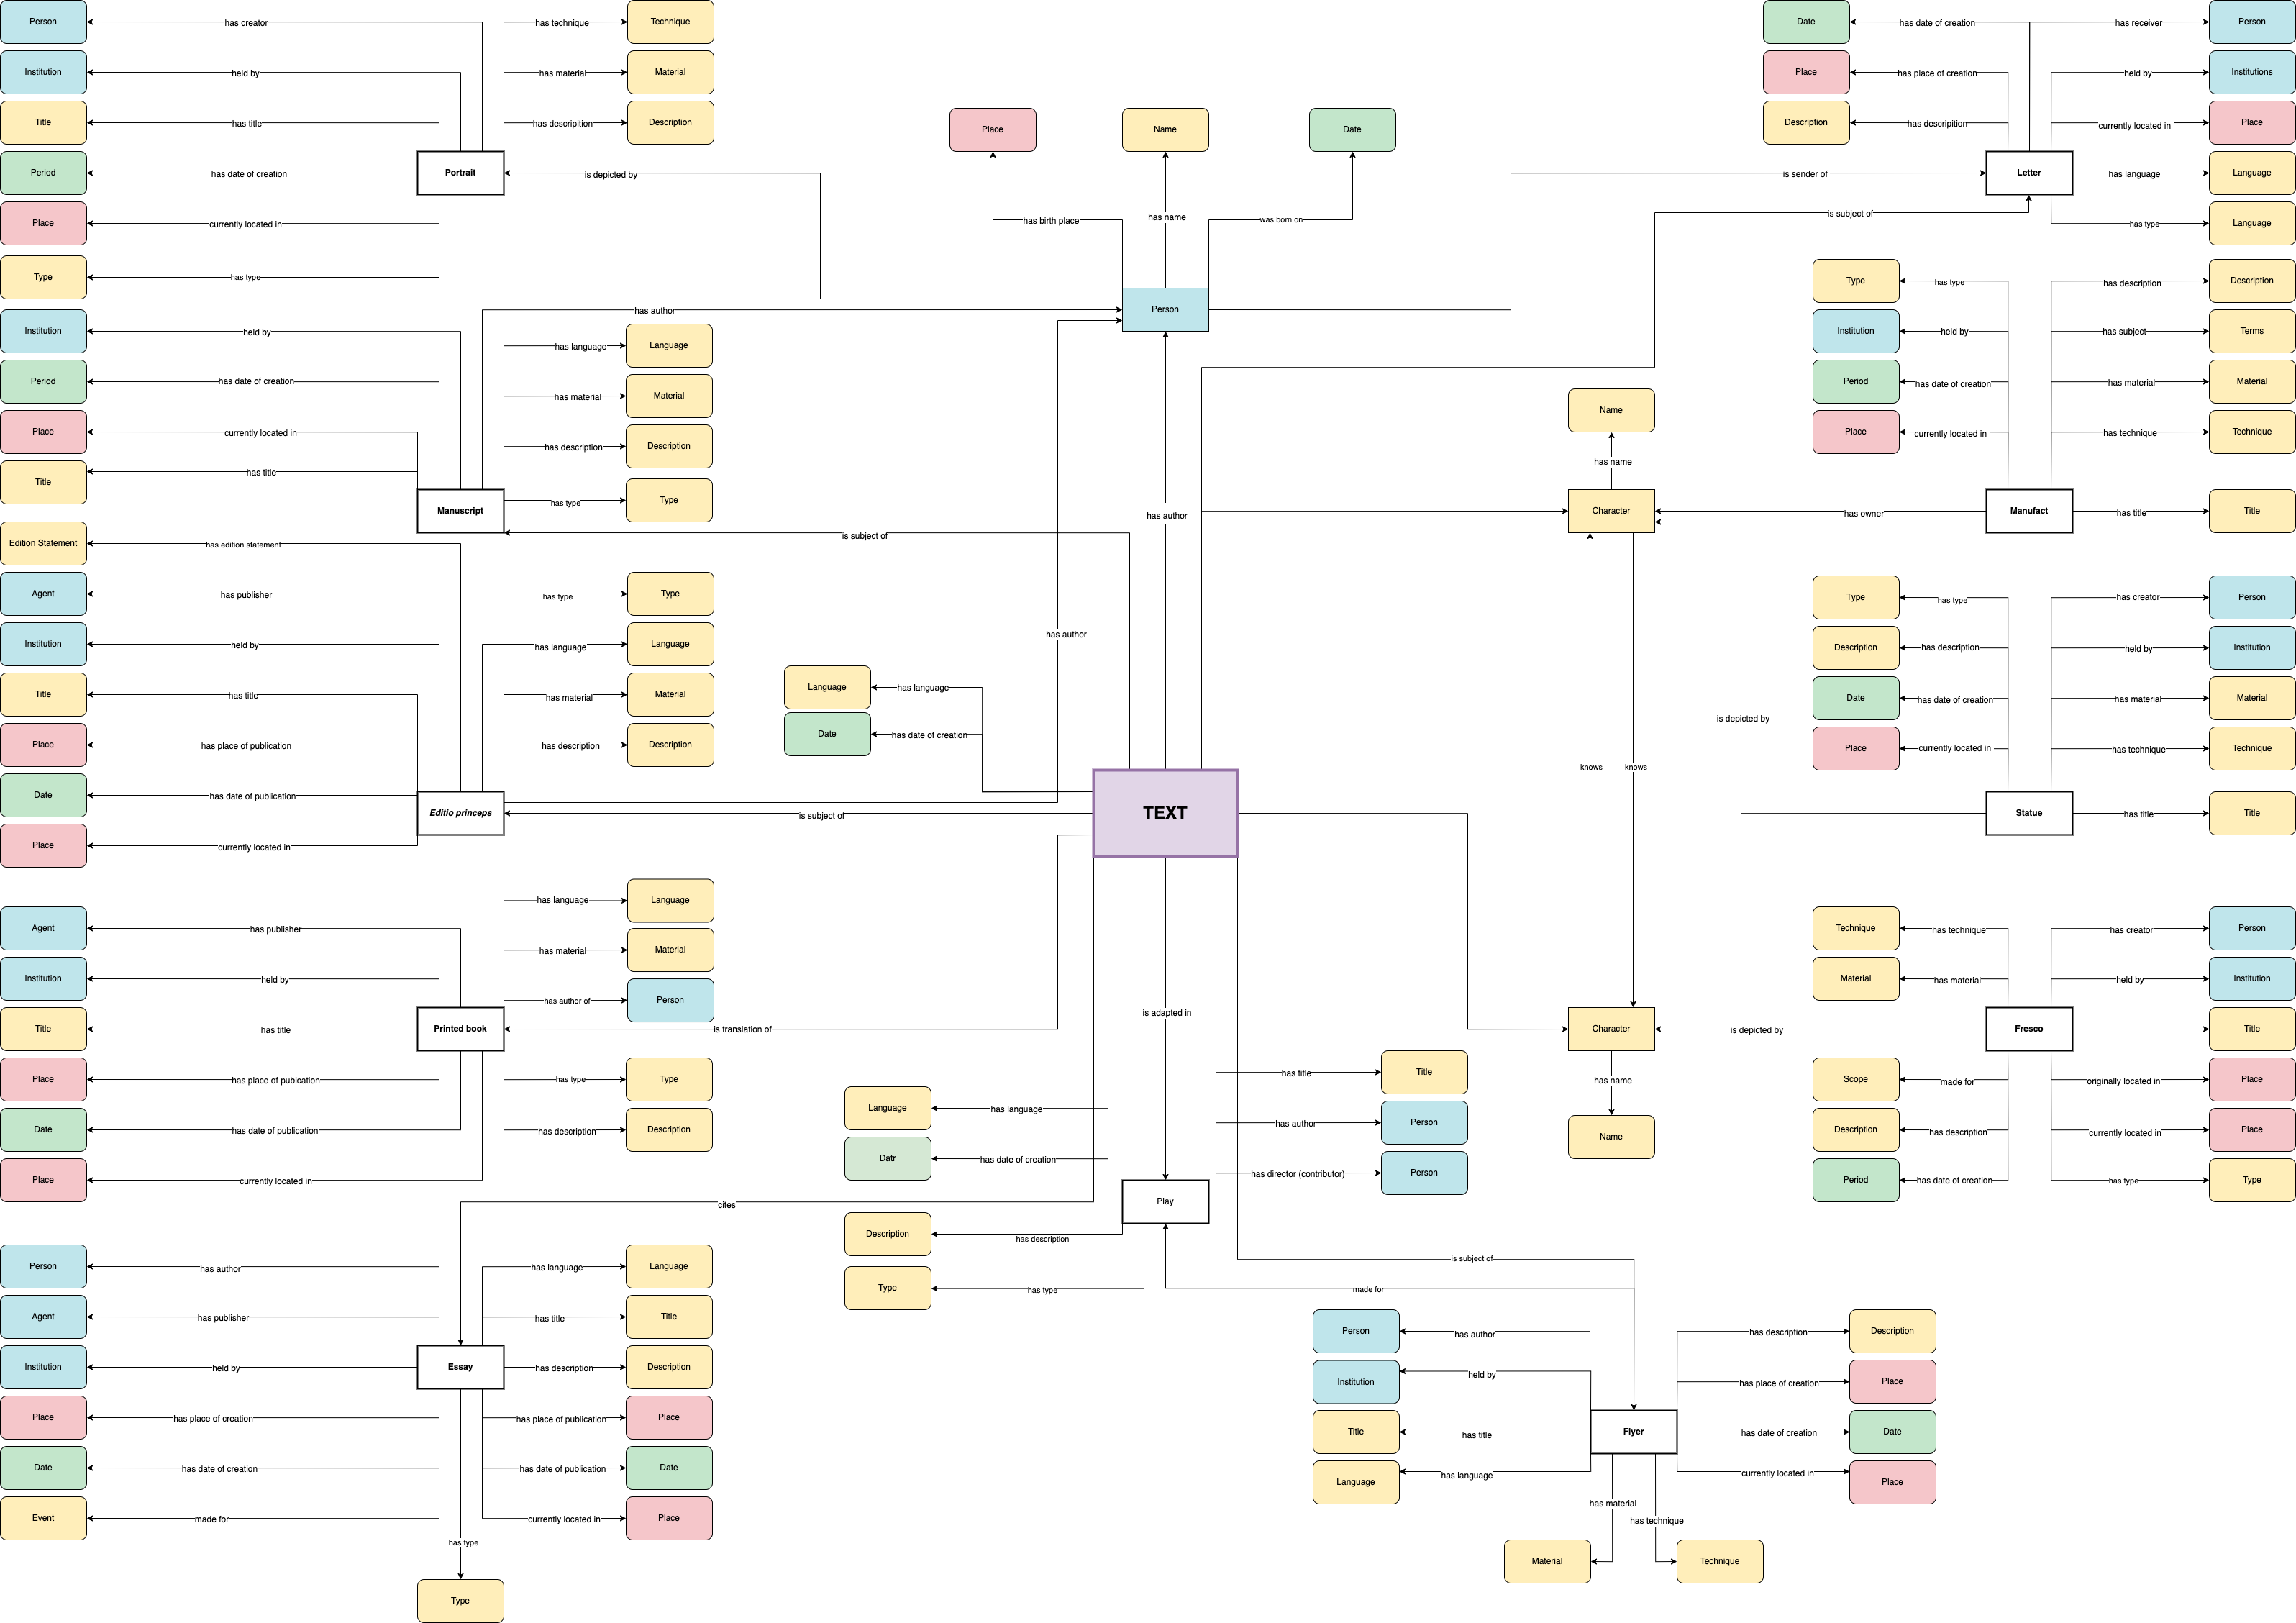 Person
has creator
has technique
Technique
Institution
held by
has material
Material
Title
has title
has descripition
Description
Period
has date of creation
Portrait
is depicted by
Place
currently located in
Type
has type
Place
Name
Date
has birth place
has name
was born on
Person
Date
has date of creation
has receiver
Person
Place
has place of creation
held by
Institutions
Description
has descripition
currently located in
Place
is sender of
Letter
has language
Language
is subject of
has type
Language
Type
has type
has description
Description
Institution
held by
has subject
Terms
Period
has date of creation
has material
Material
Place
currently located in
has technique
Technique
Manufact
has title
Title
has owner
Name
has name
Character
Institution
held by
has author
has language
Language
Period
has date of creation
has material
Material
Place
currently located in
has description
Description
Title
has title
Manuscript
has type
Type
is subject of
has author
Edition Statement
has edition statement
Agent
has publisher
has type
Type
Institution
held by
has language
Language
Title
has title
has material
Material
Place
has place of publication
has description
Description
Date
has date of publication
Editio princeps
Place
currently located in
has author
is subject of
Language
has language
Date
has date of creation
TEXT
knows
knows
is depicted by
Type
has type
has creator
Person
Description
has description
held by
Institution
Date
has date of creation
has material
Material
Place
currently located in
has technique
Technique
Statue
has title
Title
Agent
has publisher
has language
Language
Institution
held by
has material
Material
has author of
Person
Title
has title
Printed book
is translation of
Place
has place of pubication
has type
Type
Date
has date of publication
has description
Description
Place
currently located in
is adapted in
Character
has name
Name
is depicted by
Technique
has technique
has creator
Person
Material
has material
held by
Institution
Fresco
Title
Scope
made for
originally located in
Place
Description
has description
currently located in
Place
Period
has date of creation
has type
Type
has title
Title
Language
has language
has author
Person
Datr
has date of creation
has director (contributor)
Person
Play
Description
has description
Type
has type
cites
is subject of
made for
Person
has author
has language
Language
Agent
has publisher
has title
Title
Institution
held by
Essay
has description
Description
Place
has place of creation
has place of publication
Place
Date
has date of creation
has date of publication
Date
Event
made for
currently located in
Place
has type
Type
Person
has author
has description
Description
Institution
held by
has place of creation
Place
Title
has title
Flyer
has date of creation
Date
Language
has language
currently located in
Place
has material
has technique
Material
Technique